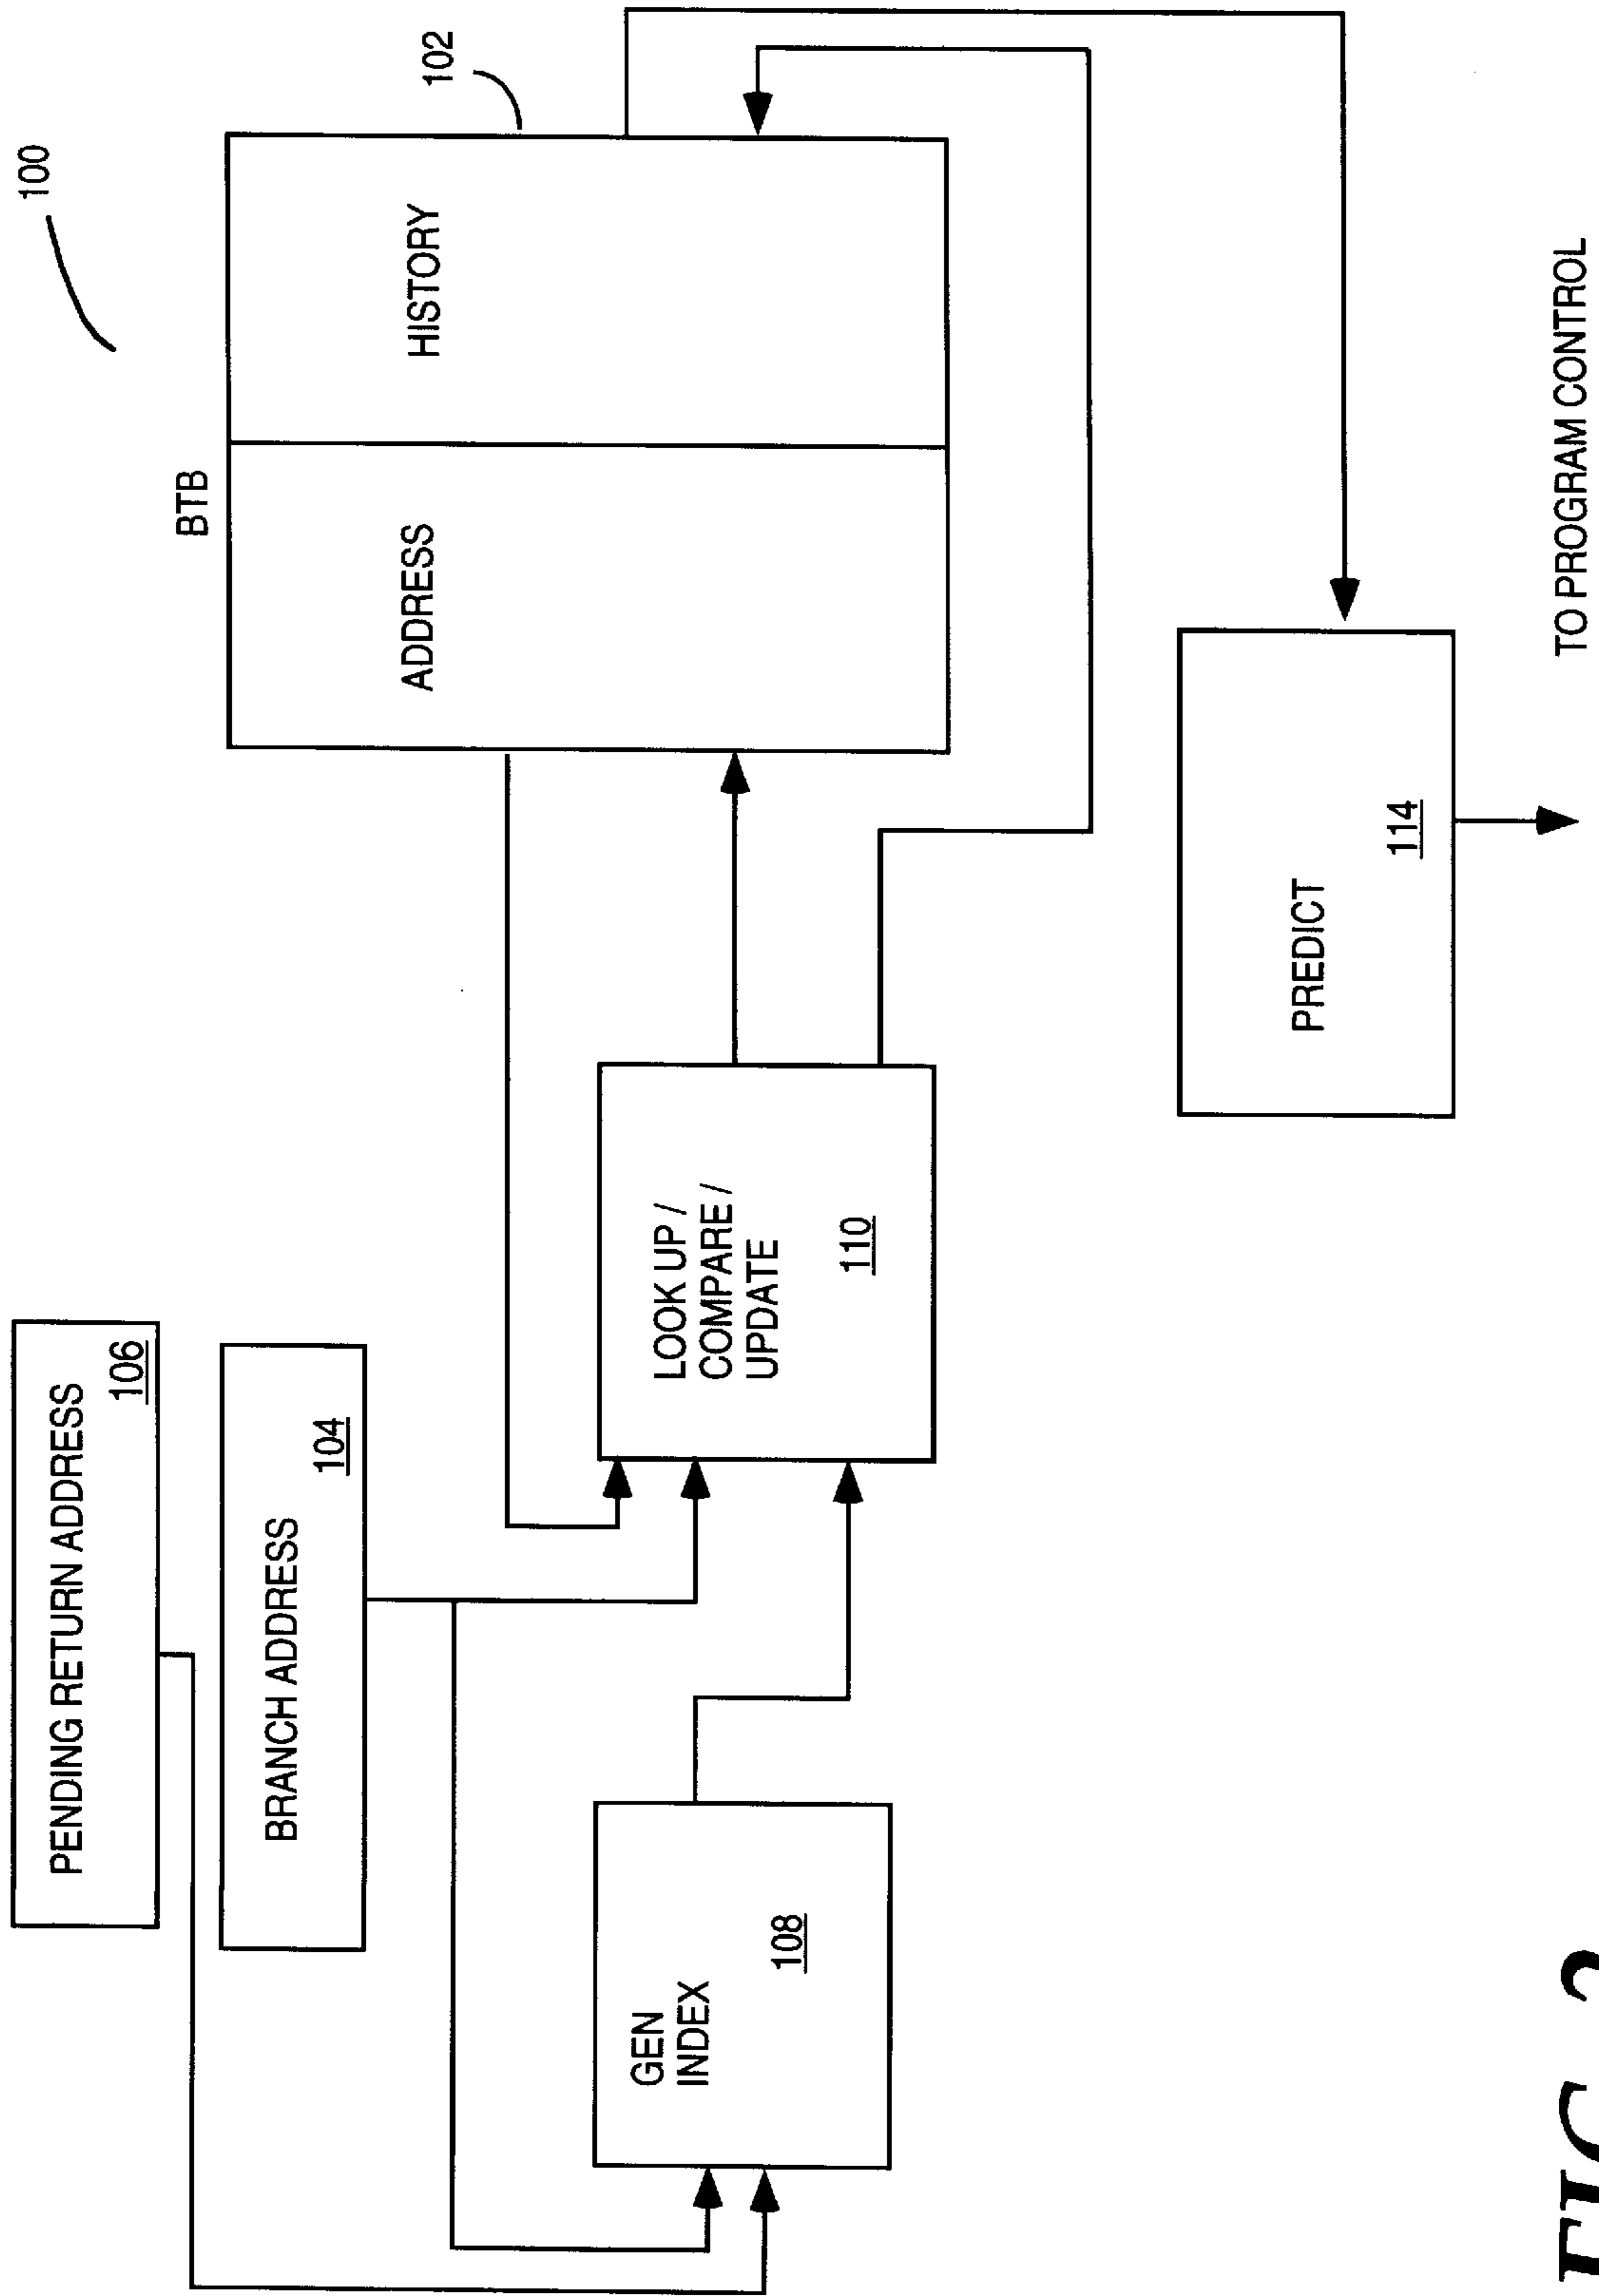 100
BTB
102
ADDRESS
HISTORY
PENDING RETURN ADDRESS
106
BRANCH ADDRESS
104
GEN
INDEX
108
LOOK UP /
COMPARE /
UPDATE
110
PREDICT
114
TO PROGRAM CONTROL